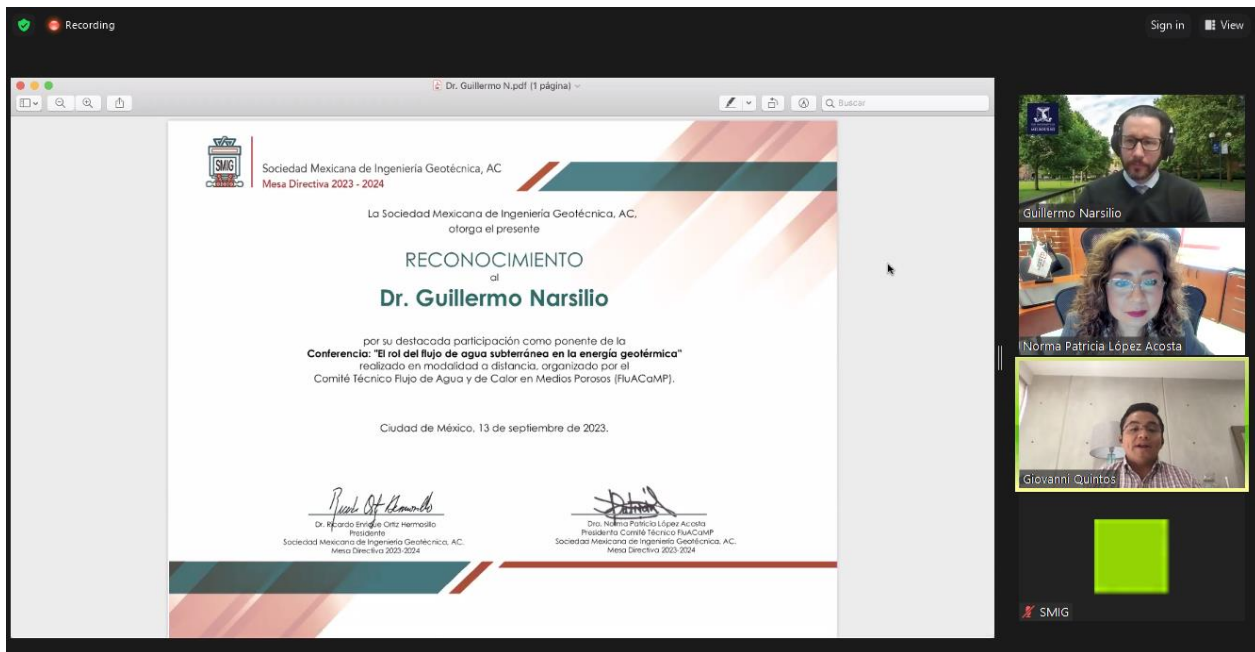 Recording
Sign in
View
Dr. Guillermo N.pdf (1 página)
Buscar
SMIG
Sociedad Mexicana de Ingeniería Geotécnica, AC
Mesa Directiva 2023 - 2024
La Sociedad Mexicana de Ingeniería Geotécnica, AC,
otorga el presente
RECONOCIMIENTO
al
Dr. Guillermo Narsilio
por su destacada participación como ponente de la
Conferencia: "El rol del flujo de agua subterránea en la energía geotérmica"
realizado en modalidad a distancia, organizado por el
Comité Técnico Flujo de Agua y de Calor en Medios Porosos (FluACaMP).
Ciudad de México, 13 de septiembre de 2023.
Dr. Ricardo Enrique Ortiz Hermosillo
Presidente
Sociedad Mexicana de Ingeniería Geotécnica, AC.
Mesa Directiva 2023-2024
Dra. Norma Patricia López Acosta
Presidenta Comité Técnico FluACaMP
Sociedad Mexicana de Ingeniería Geotécnica, AC.
Mesa Directiva 2023-2024
MELBOURNE
Guillermo Narsilio
Norma Patricia López Acosta
Giovanni Quintos
SMIG